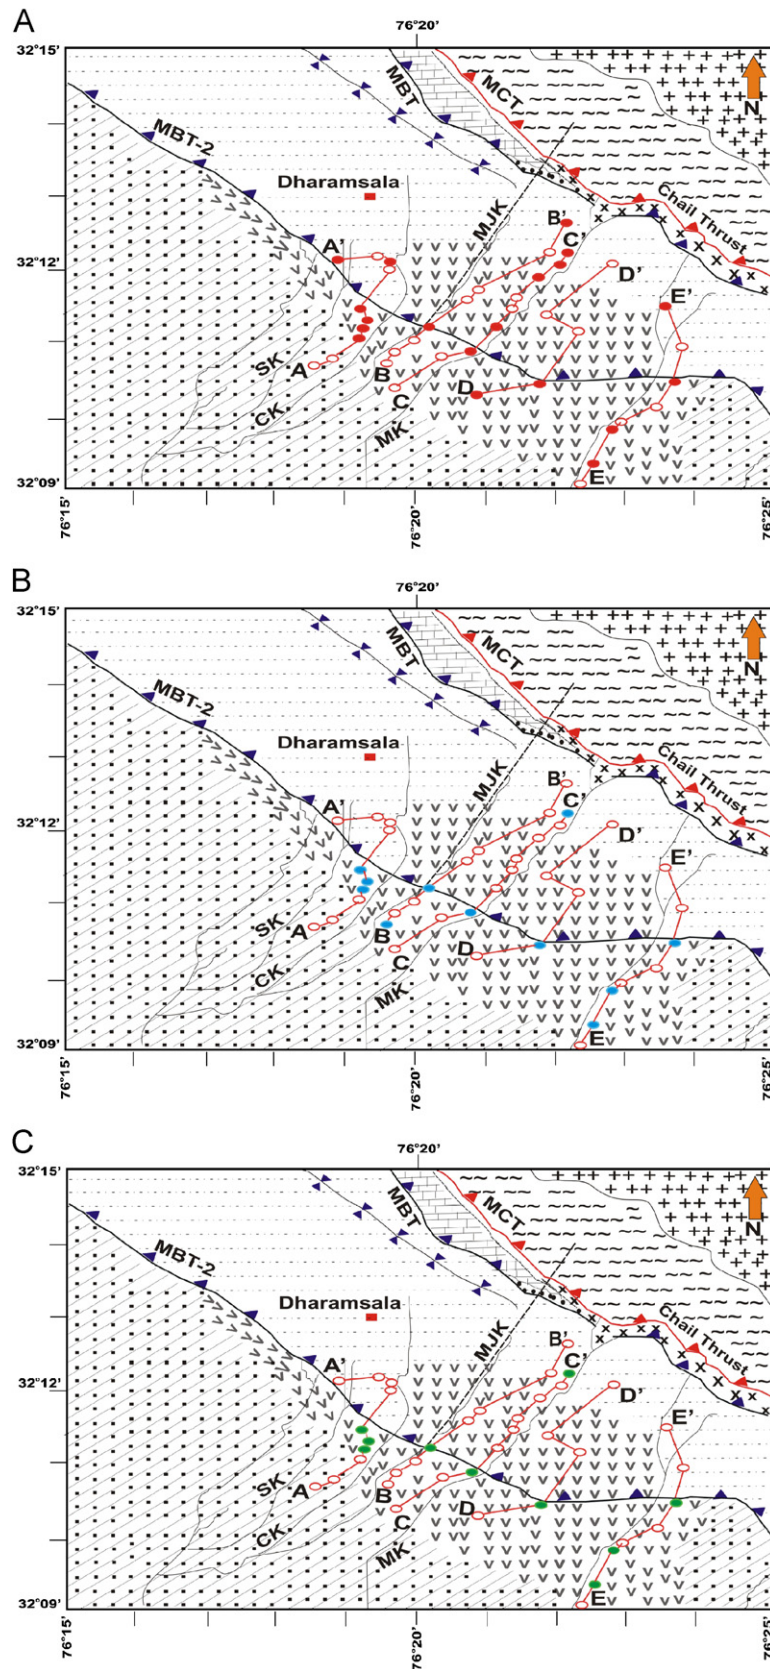 A
76°20'
32°15'
MBT
MCT
N
MBT-2
Dharamsala
Chail Thrust
MJK
B'
C'
A'
D'
32°12'
E'
SK
A
B
CK
C
D
MK
E
32°09'
76°15'
76°20'
76°25'
B
76°20'
32°15'
MBT
MCT
N
MBT-2
Dharamsala
Chail Thrust
MJK
B'
C'
A'
D'
32°12'
E'
SK
A
B
CK
C
D
MK
E
32°09'
76°15'
76°20'
76°25'
C
76°20'
32°15'
MBT
MCT
N
MBT-2
Dharamsala
Chail Thrust
MJK
B'
C'
A'
D'
32°12'
E'
SK
A
B
CK
C
D
MK
E
32°09'
76°15'
76°20'
76°25'